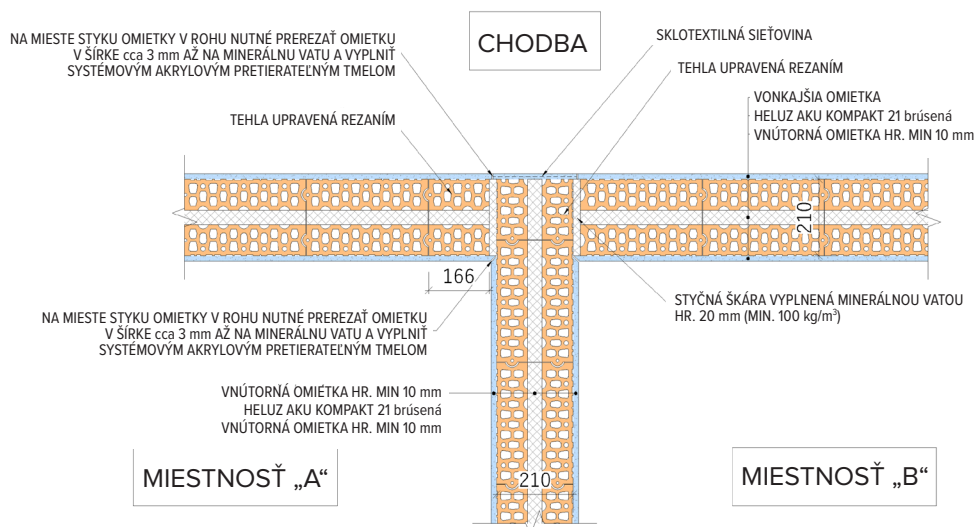 NA MIESTE STYKU OMIETKY V ROHU NUTNÉ PREREZAŤ OMIETKU
V ŠÍRKE cca 3 mm AŽ NA MINERÁLNU VATU A VYPLNIŤ
SYSTÉMOVÝM AKRYLOVÝM PRETIERATEĽNÝM TMELOM
CHODBA
SKLOTEXTILNÁ SIEŤOVINA
TEHLA UPRAVENÁ REZANÍM
VONKAJŠIA OMIETKA
HELUZ AKU KOMPAKT 21 brúsená
VNÚTORNÁ OMIETKA HR. MIN 10 mm
TEHLA UPRAVENÁ REZANÍM
210
166
STYČNÁ ŠKÁRA VYPLNENÁ MINERÁLNOU VATOU
HR. 20 mm (MIN. 100 kg/m³)
NA MIESTE STYKU OMIETKY V ROHU NUTNÉ PREREZAŤ OMIETKU
V ŠÍRKE cca 3 mm AŽ NA MINERÁLNU VATU A VYPLNIŤ
SYSTÉMOVÝM AKRYLOVÝM PRETIERATEĽNÝM TMELOM
VNÚTORNÁ OMIETKA HR. MIN 10 mm
HELUZ AKU KOMPAKT 21 brúsená
VNÚTORNÁ OMIETKA HR. MIN 10 mm
MIESTNOSŤ „A“
210
MIESTNOSŤ „B“